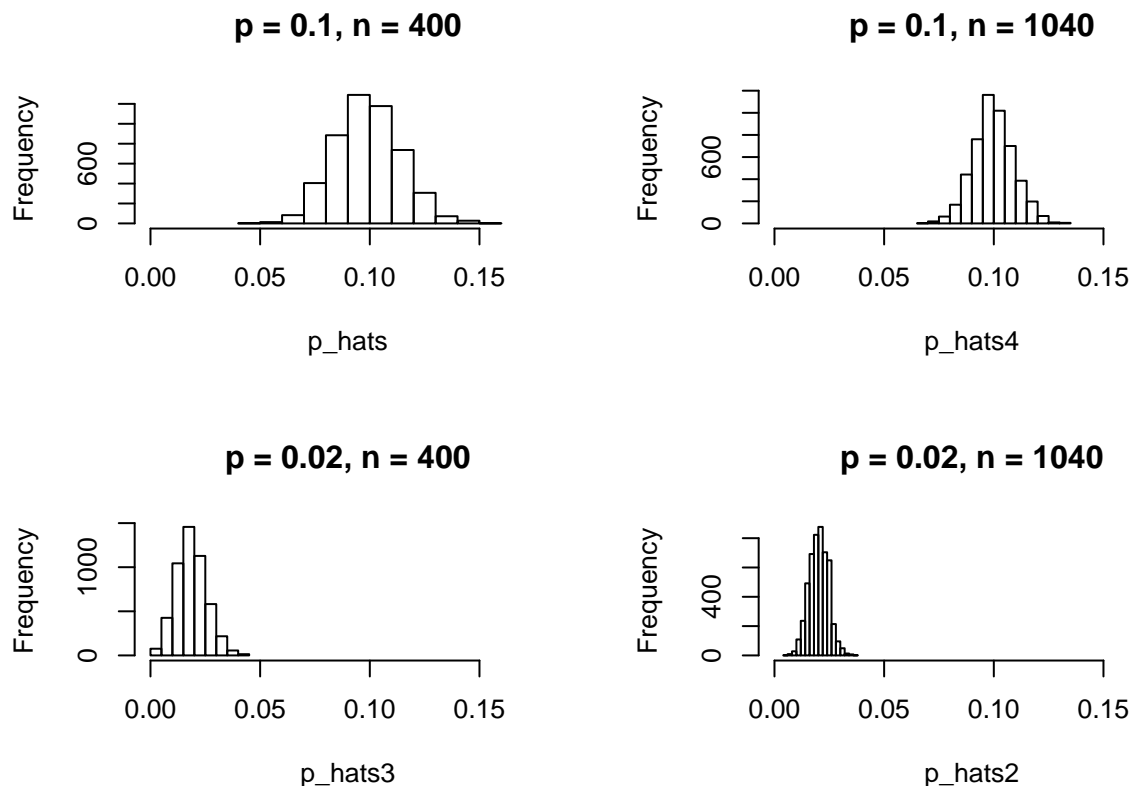 p = 0.1, n = 400
Frequency
0 600
0.00 0.05 0.10 0.15
p_hats
p = 0.1, n = 1040
Frequency
0 600
0.00 0.05 0.10 0.15
p_hats4
p = 0.02, n = 400
Frequency
0 1000
0.00 0.05 0.10 0.15
p_hats3
p = 0.02, n = 1040
Frequency
0 400
0.00 0.05 0.10 0.15
p_hats2